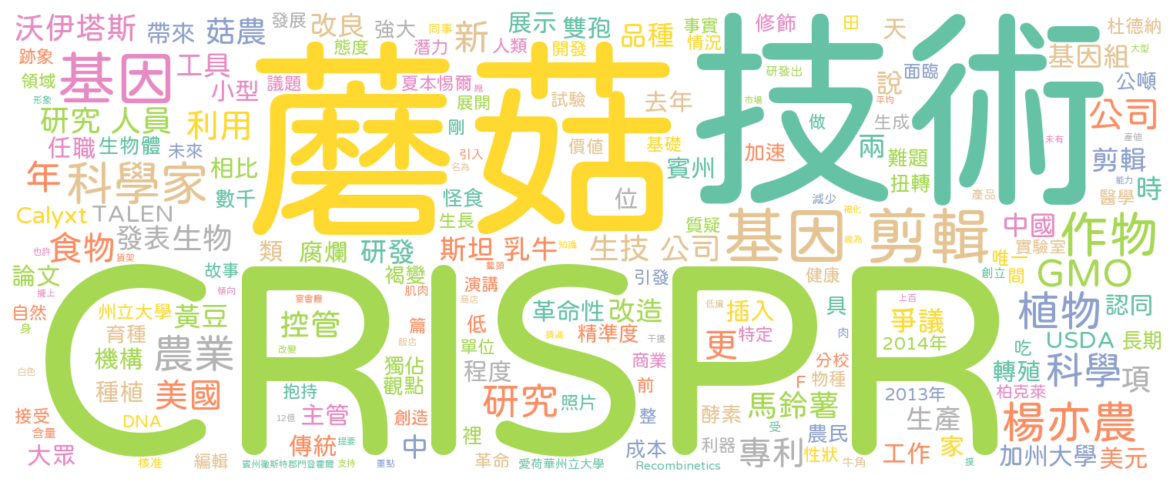 沃伊塔斯 帶來 菇農 發展 改良 強大 同事 新 展示 雙孢 品種 事實 修飾 田 天 杜德納
跡象 基因 工具 態度 潛力 人類 開發 情況 研發出 說 面臨 基因組 大型
領域 形象 小型 議題 夏本惕爾 展開 試驗 去年 市場 平均 公噸
研究 人員 利用 蘑菇 剛 價值 基礎 技術 做 生成 未有 公司 產能
任職 生物體 未來 相比 引入 名為 賓州 加速 兩 難題 剪輯
年 科學家 數千 怪食 位 減少 扭轉 產品 能力 醫學 時
Calyxt TALEN 生長 質疑 基因 剪輯 中國 作物
也許 食物 貨架 發表 生物 類 腐爛 研發 斯坦 乳牛 知識 生技 公司 實驗室 唯一
論文 擺上 故事 傾向 褐變 肌肉 演講 商店 引發 健康 創立 間 GMO
CRISPR
自然 身 州立大學 黃豆 宴會廳 控管 篇 低 革命性 改造 低廉 插入 具 上百 爭議 植物 認同
育種 農業 改變 飯店 單位 精準度 干擾 更 特定 肉 2014年 吃 USDA 長期
白色 機構 獨佔 觀點 程度 商業 分校 轉殖 科學 項
種植 美國 抱持 研究 照片 前 F 物種 2013年 柏克萊
接受 含量 DNA 12億 主管 創造 整 酵素 馬鈴薯 受 生產 楊亦農
大眾 核准 編輯 傳統 提要 中 裡 成本 利器 專利 農民 性狀 家
賓州徹斯特郡門登霍爾 支持 重點 革命 愛荷華州立大學 Recombinetics 牛角 工作 摸 加州大學 美元